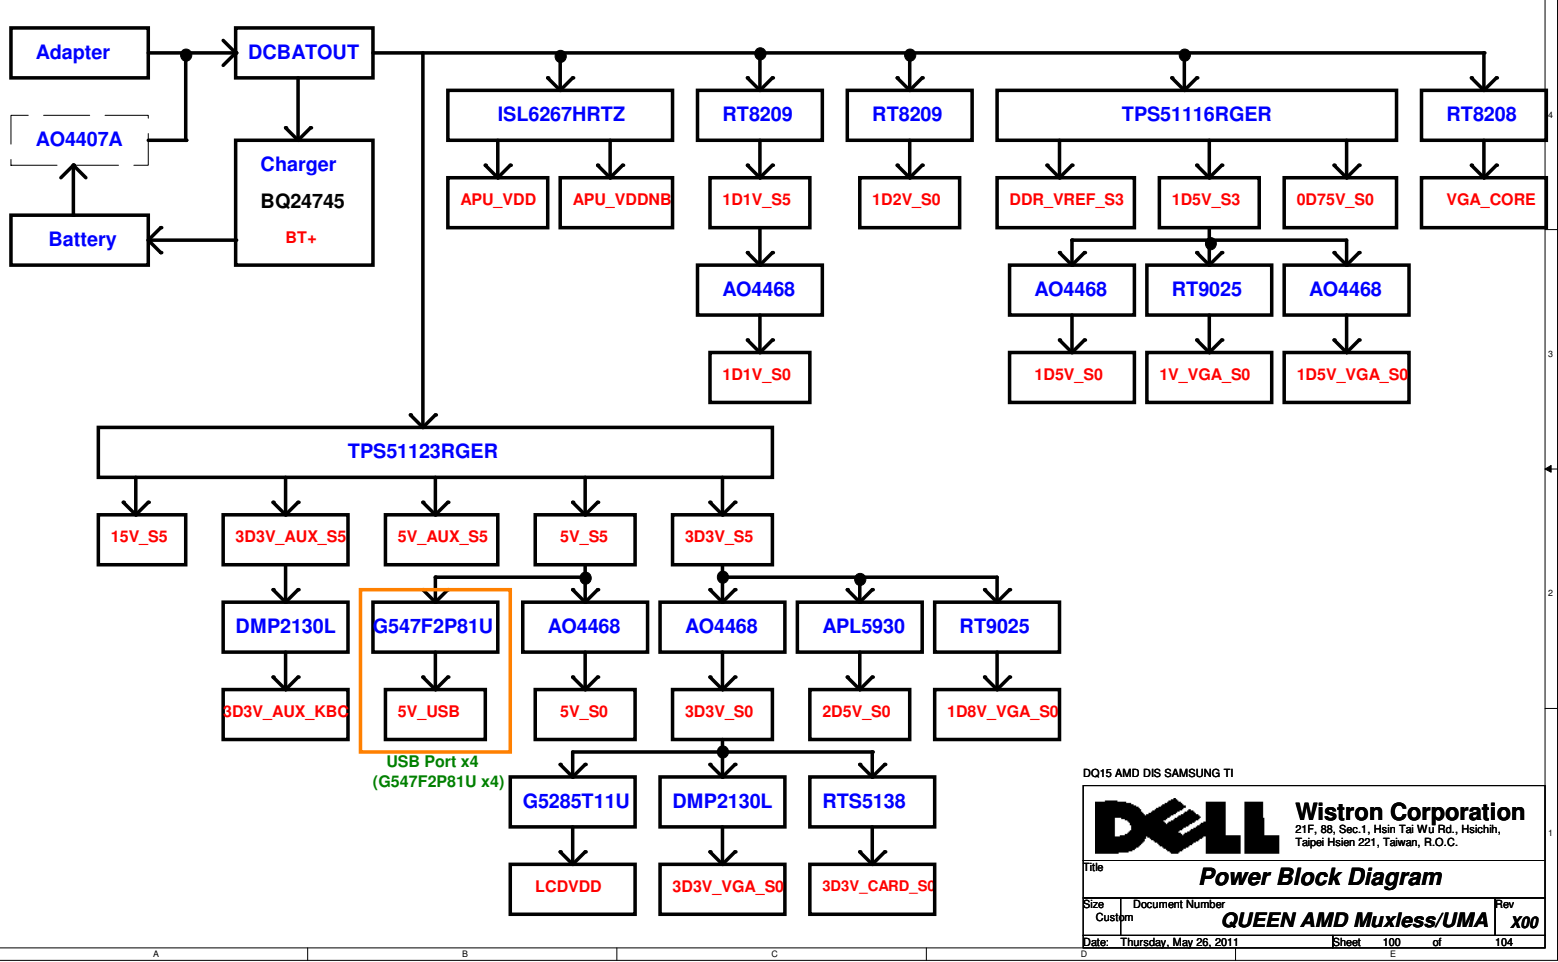 Adapter
DCBATOUT
AO4407A
Charger
BQ24745
BT+
Battery
ISL6267HRTZ
RT8209
RT8209
TPS51116RGER
RT8208
APU_VDD
APU_VDDNB
1D1V_S5
1D2V_S0
DDR_VREF_S3
1D5V_S3
0D75V_S0
VGA_CORE
AO4468
AO4468
RT9025
AO4468
1D1V_S0
1D5V_S0
1V_VGA_S0
1D5V_VGA_S0
TPS51123RGER
15V_S5
3D3V_AUX_S5
5V_AUX_S5
5V_S5
3D3V_S5
DMP2130L
G547F2P81U
AO4468
AO4468
APL5930
RT9025
3D3V_AUX_KBC
5V_USB
5V_S0
3D3V_S0
2D5V_S0
1D8V_VGA_S0
USB Port x4
(G547F2P81U x4)
G5285T11U
DMP2130L
RTS5138
LCDVDD
3D3V_VGA_S0
3D3V_CARD_S0
4
3
2
1
DQ15 AMD DIS SAMSUNG TI
DELL
Wistron Corporation
21F, 88, Sec.1, Hsin Tai Wu Rd., Hsichih,
Taipei Hsien 221, Taiwan, R.O.C.
Title
Power Block Diagram
Size Document Number Rev
Custom QUEEN AMD Muxless/UMA X00
Date: Thursday, May 26, 2011 Sheet 100 of 104
A B C D E